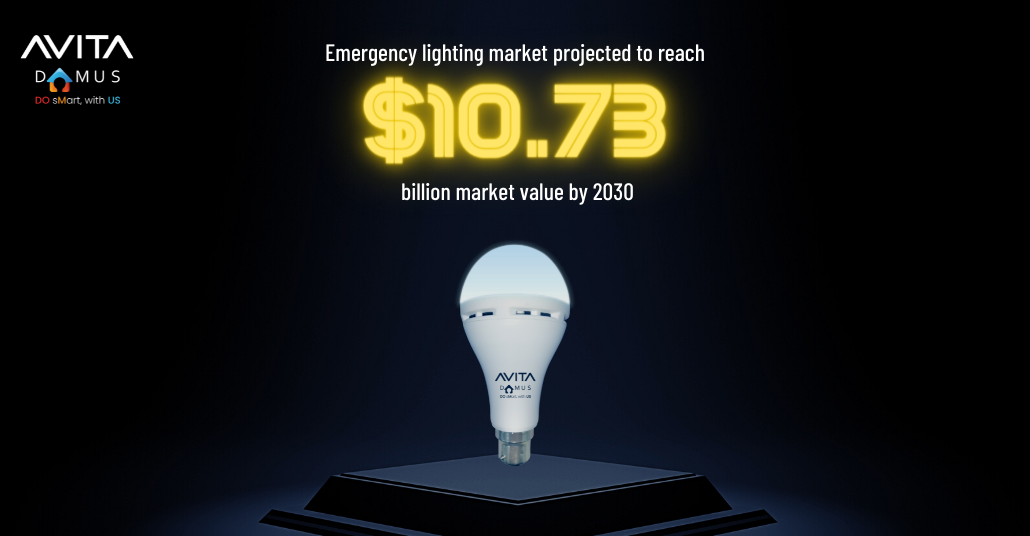 AVITA
DOMUS
DO sMart, with US
Emergency lighting market projected to reach
$10.73
billion market value by 2030
AVITA
DOMUS
DO sMart, with US